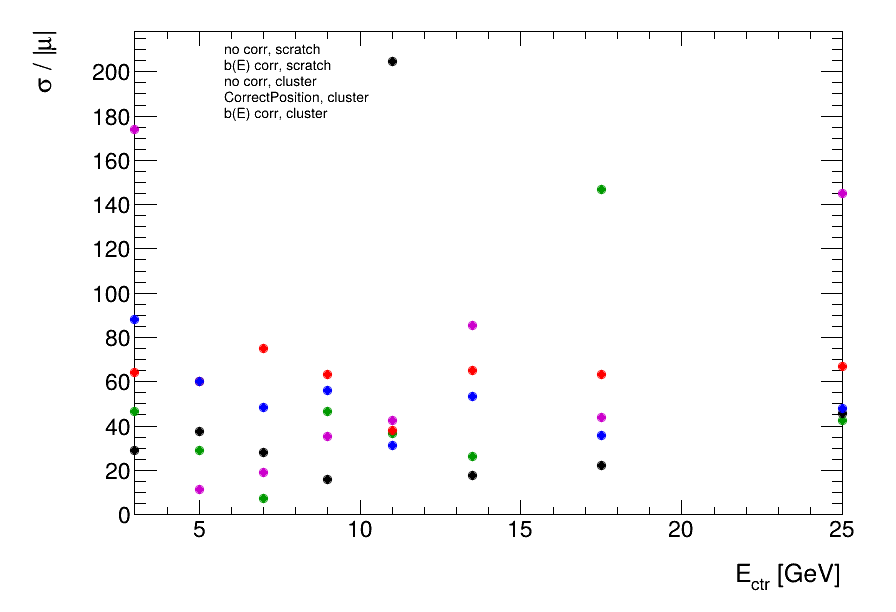 σ / |μ|
no corr, scratch
b(E) corr, scratch
no corr, cluster
CorrectPosition, cluster
b(E) corr, cluster
200
180
160
140
120
100
80
60
40
20
0
5 10 15 20 25
E_ctr [GeV]